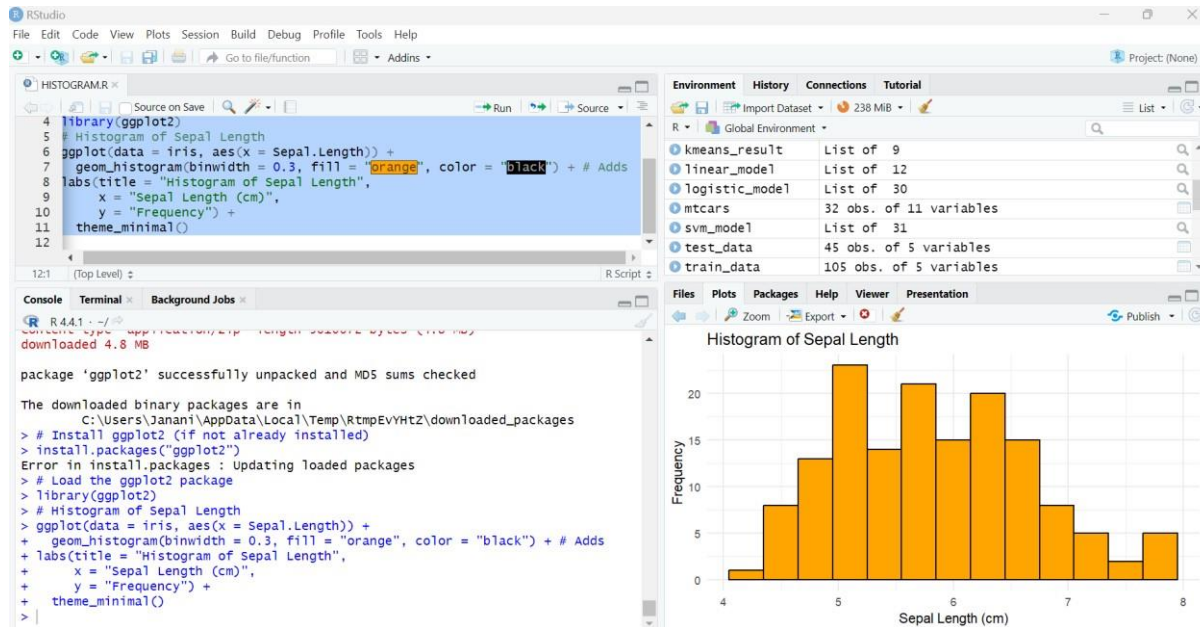 RStudio
File Edit Code View Plots Session Build Debug Profile Tools Help
Go to file/function Addins Project: (None)
HISTOGRAM.R
Source on Save Run Source
4 library(ggplot2)
5 # Histogram of Sepal Length
6 ggplot(data = iris, aes(x = Sepal.Length)) +
7 geom_histogram(binwidth = 0.3, fill = "orange", color = "black") + # Adds
8 labs(title = "Histogram of Sepal Length",
9 x = "Sepal Length (cm)",
10 y = "Frequency") +
11 theme_minimal()
12
12:1 (Top Level) R Script
Console Terminal Background Jobs
R 4.4.1 · ~/
downloaded 4.8 MB
package ‘ggplot2’ successfully unpacked and MD5 sums checked
The downloaded binary packages are in
C:\Users\Janani\AppData\Local\Temp\RtmpEvYHtZ\downloaded_packages
> # Install ggplot2 (if not already installed)
> install.packages("ggplot2")
Error in install.packages : Updating loaded packages
> # Load the ggplot2 package
> library(ggplot2)
> # Histogram of Sepal Length
> ggplot(data = iris, aes(x = Sepal.Length)) +
+ geom_histogram(binwidth = 0.3, fill = "orange", color = "black") + # Adds
+ labs(title = "Histogram of Sepal Length",
+ x = "Sepal Length (cm)",
+ y = "Frequency") +
+ theme_minimal()
>
Environment History Connections Tutorial
Import Dataset 238 MiB List
R Global Environment
kmeans_result List of 9
linear_model List of 12
logistic_model List of 30
mtcars 32 obs. of 11 variables
svm_model List of 31
test_data 45 obs. of 5 variables
train_data 105 obs. of 5 variables
Files Plots Packages Help Viewer Presentation
Zoom Export Publish
Histogram of Sepal Length
Frequency
20
15
10
5
0
4 5 6 7 8
Sepal Length (cm)